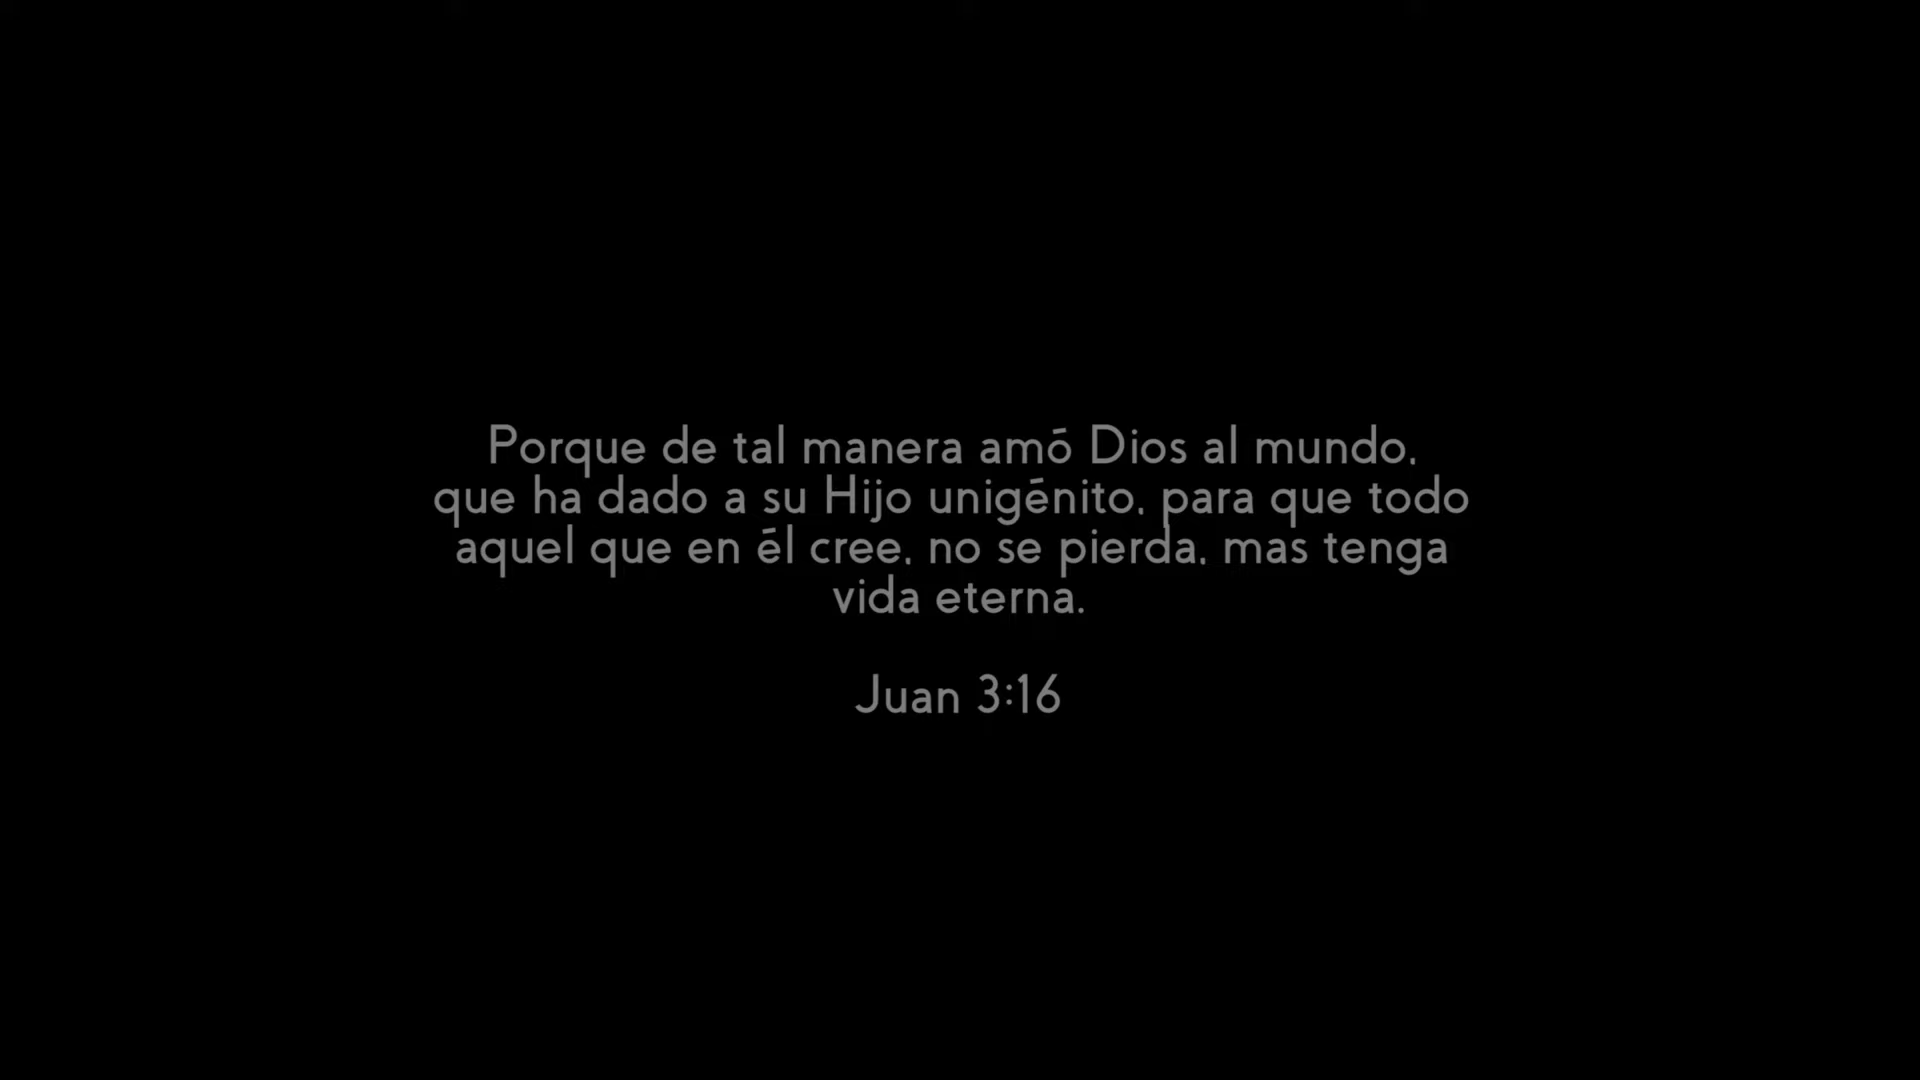 Porque de tal manera amó Dios al mundo,
que ha dado a su Hijo unigénito, para que todo
aquel que en él cree, no se pierda, mas tenga
vida eterna.
Juan 3:16